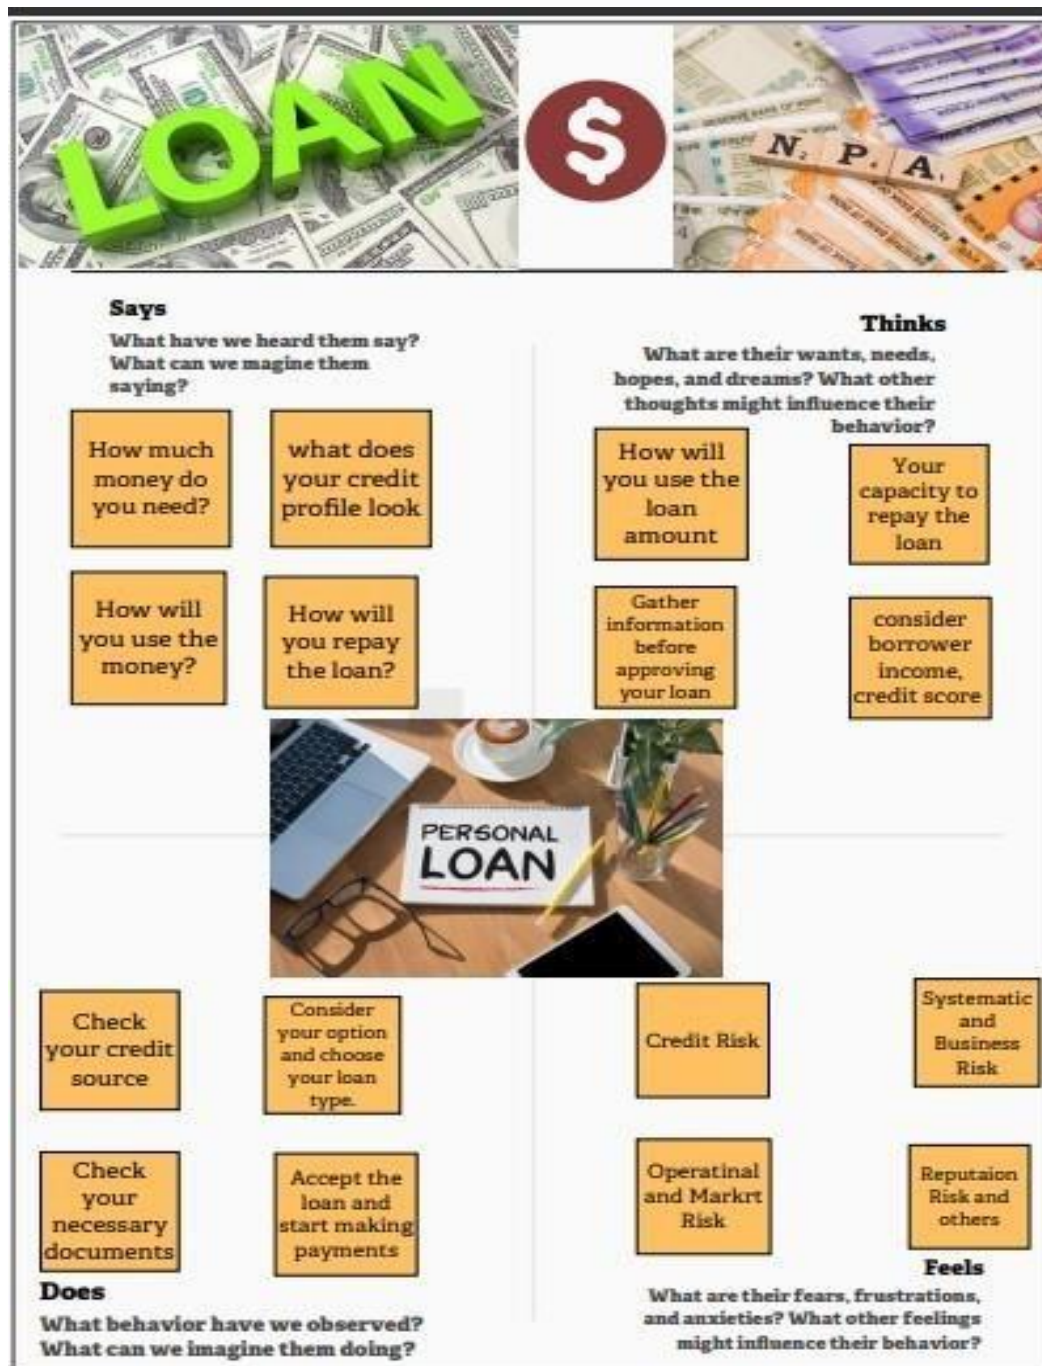 LOAN
$
N2 P4 A1
Says
What have we heard them say?
What can we magine them
saying?
Thinks
What are their wants, needs,
hopes, and dreams? What other
thoughts might influence their
behavior?
How much
money do
you need?
what does
your credit
profile look
How will
you use the
loan
amount
Your
capacity to
repay the
loan
How will
you use the
money?
How will
you repay
the loan?
Gather
information
before
approving
your loan
consider
borrower
income,
credit score
PERSONAL
LOAN
Check
your credit
source
Consider
your option
and choose
your loan
type.
Credit Risk
Systematic
and
Business
Risk
Check
your
necessary
documents
Accept the
loan and
start making
payments
Operatinal
and Markrt
Risk
Reputaion
Risk and
others
Does
What behavior have we observed?
What can we imagine them doing?
Feels
What are their fears, frustrations,
and anxieties? What other feelings
might influence their behavior?